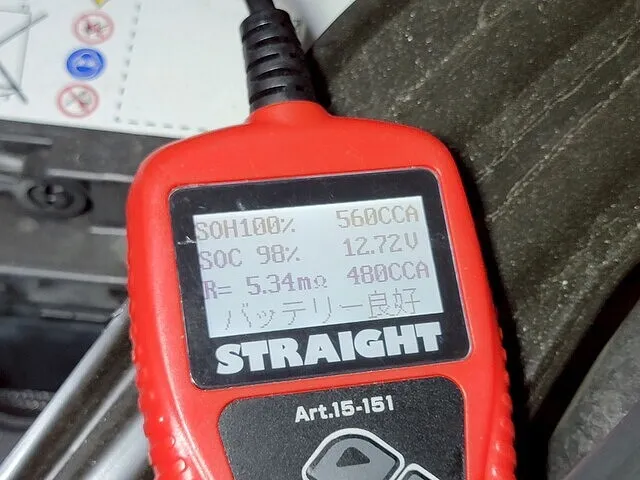 SOH100% 560CCA
SOC 98% 12.72V
R= 5.34mΩ 480CCA
バッテリー良好
STRAIGHT
Art.15-151